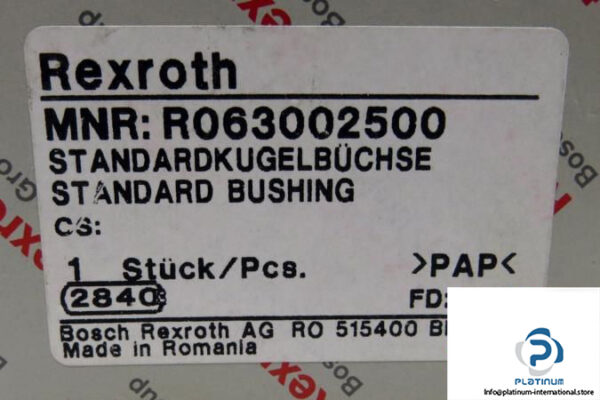 Rexroth
MNR: R063002500
STANDARDKUGELBÜCHSE
STANDARD BUSHING
CS:
1 Stück/Pcs. >PAP<
2840 FD:
Bosch Rexroth AG RO 515400
Made in Romania
PLATINUM
Info@platinum-international.store